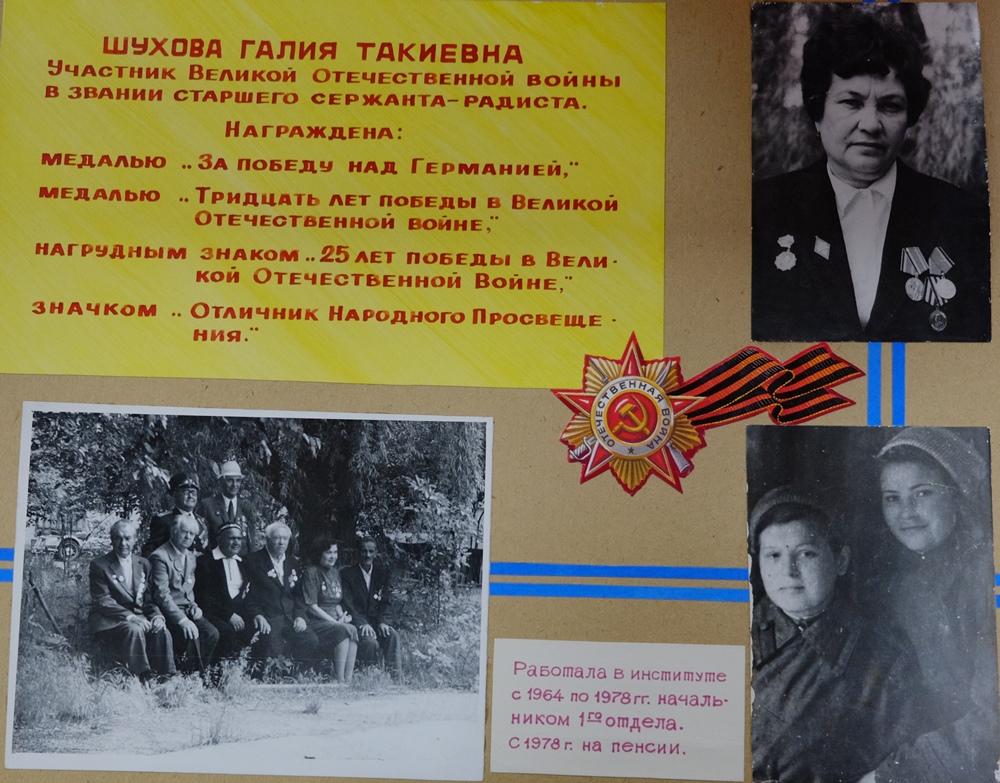 ШУХОВА ГАЛИЯ ТАКИЕВНА
УЧАСТНИК ВЕЛИКОЙ ОТЕЧЕСТВЕННОЙ ВОЙНЫ
В ЗВАНИИ СТАРШЕГО СЕРЖАНТА-РАДИСТА.
НАГРАЖДЕНА:
МЕДАЛЬЮ „ЗА ПОБЕДУ НАД ГЕРМАНИЕЙ,"
МЕДАЛЬЮ „ТРИДЦАТЬ ЛЕТ ПОБЕДЫ В ВЕЛИКОЙ
ОТЕЧЕСТВЕННОЙ ВОЙНЕ,"
НАГРУДНЫМ ЗНАКОМ „25 ЛЕТ ПОБЕДЫ В ВЕЛИ-
КОЙ ОТЕЧЕСТВЕННОЙ ВОЙНЕ,"
ЗНАЧКОМ „ОТЛИЧНИК НАРОДНОГО ПРОСВЕЩЕ-
НИЯ."
ОТЕЧЕСТВЕННАЯ ВОЙНА
Работала в институте
с 1964 по 1978 гг. началь-
ником 1го отдела.
С 1978 г. на пенсии.